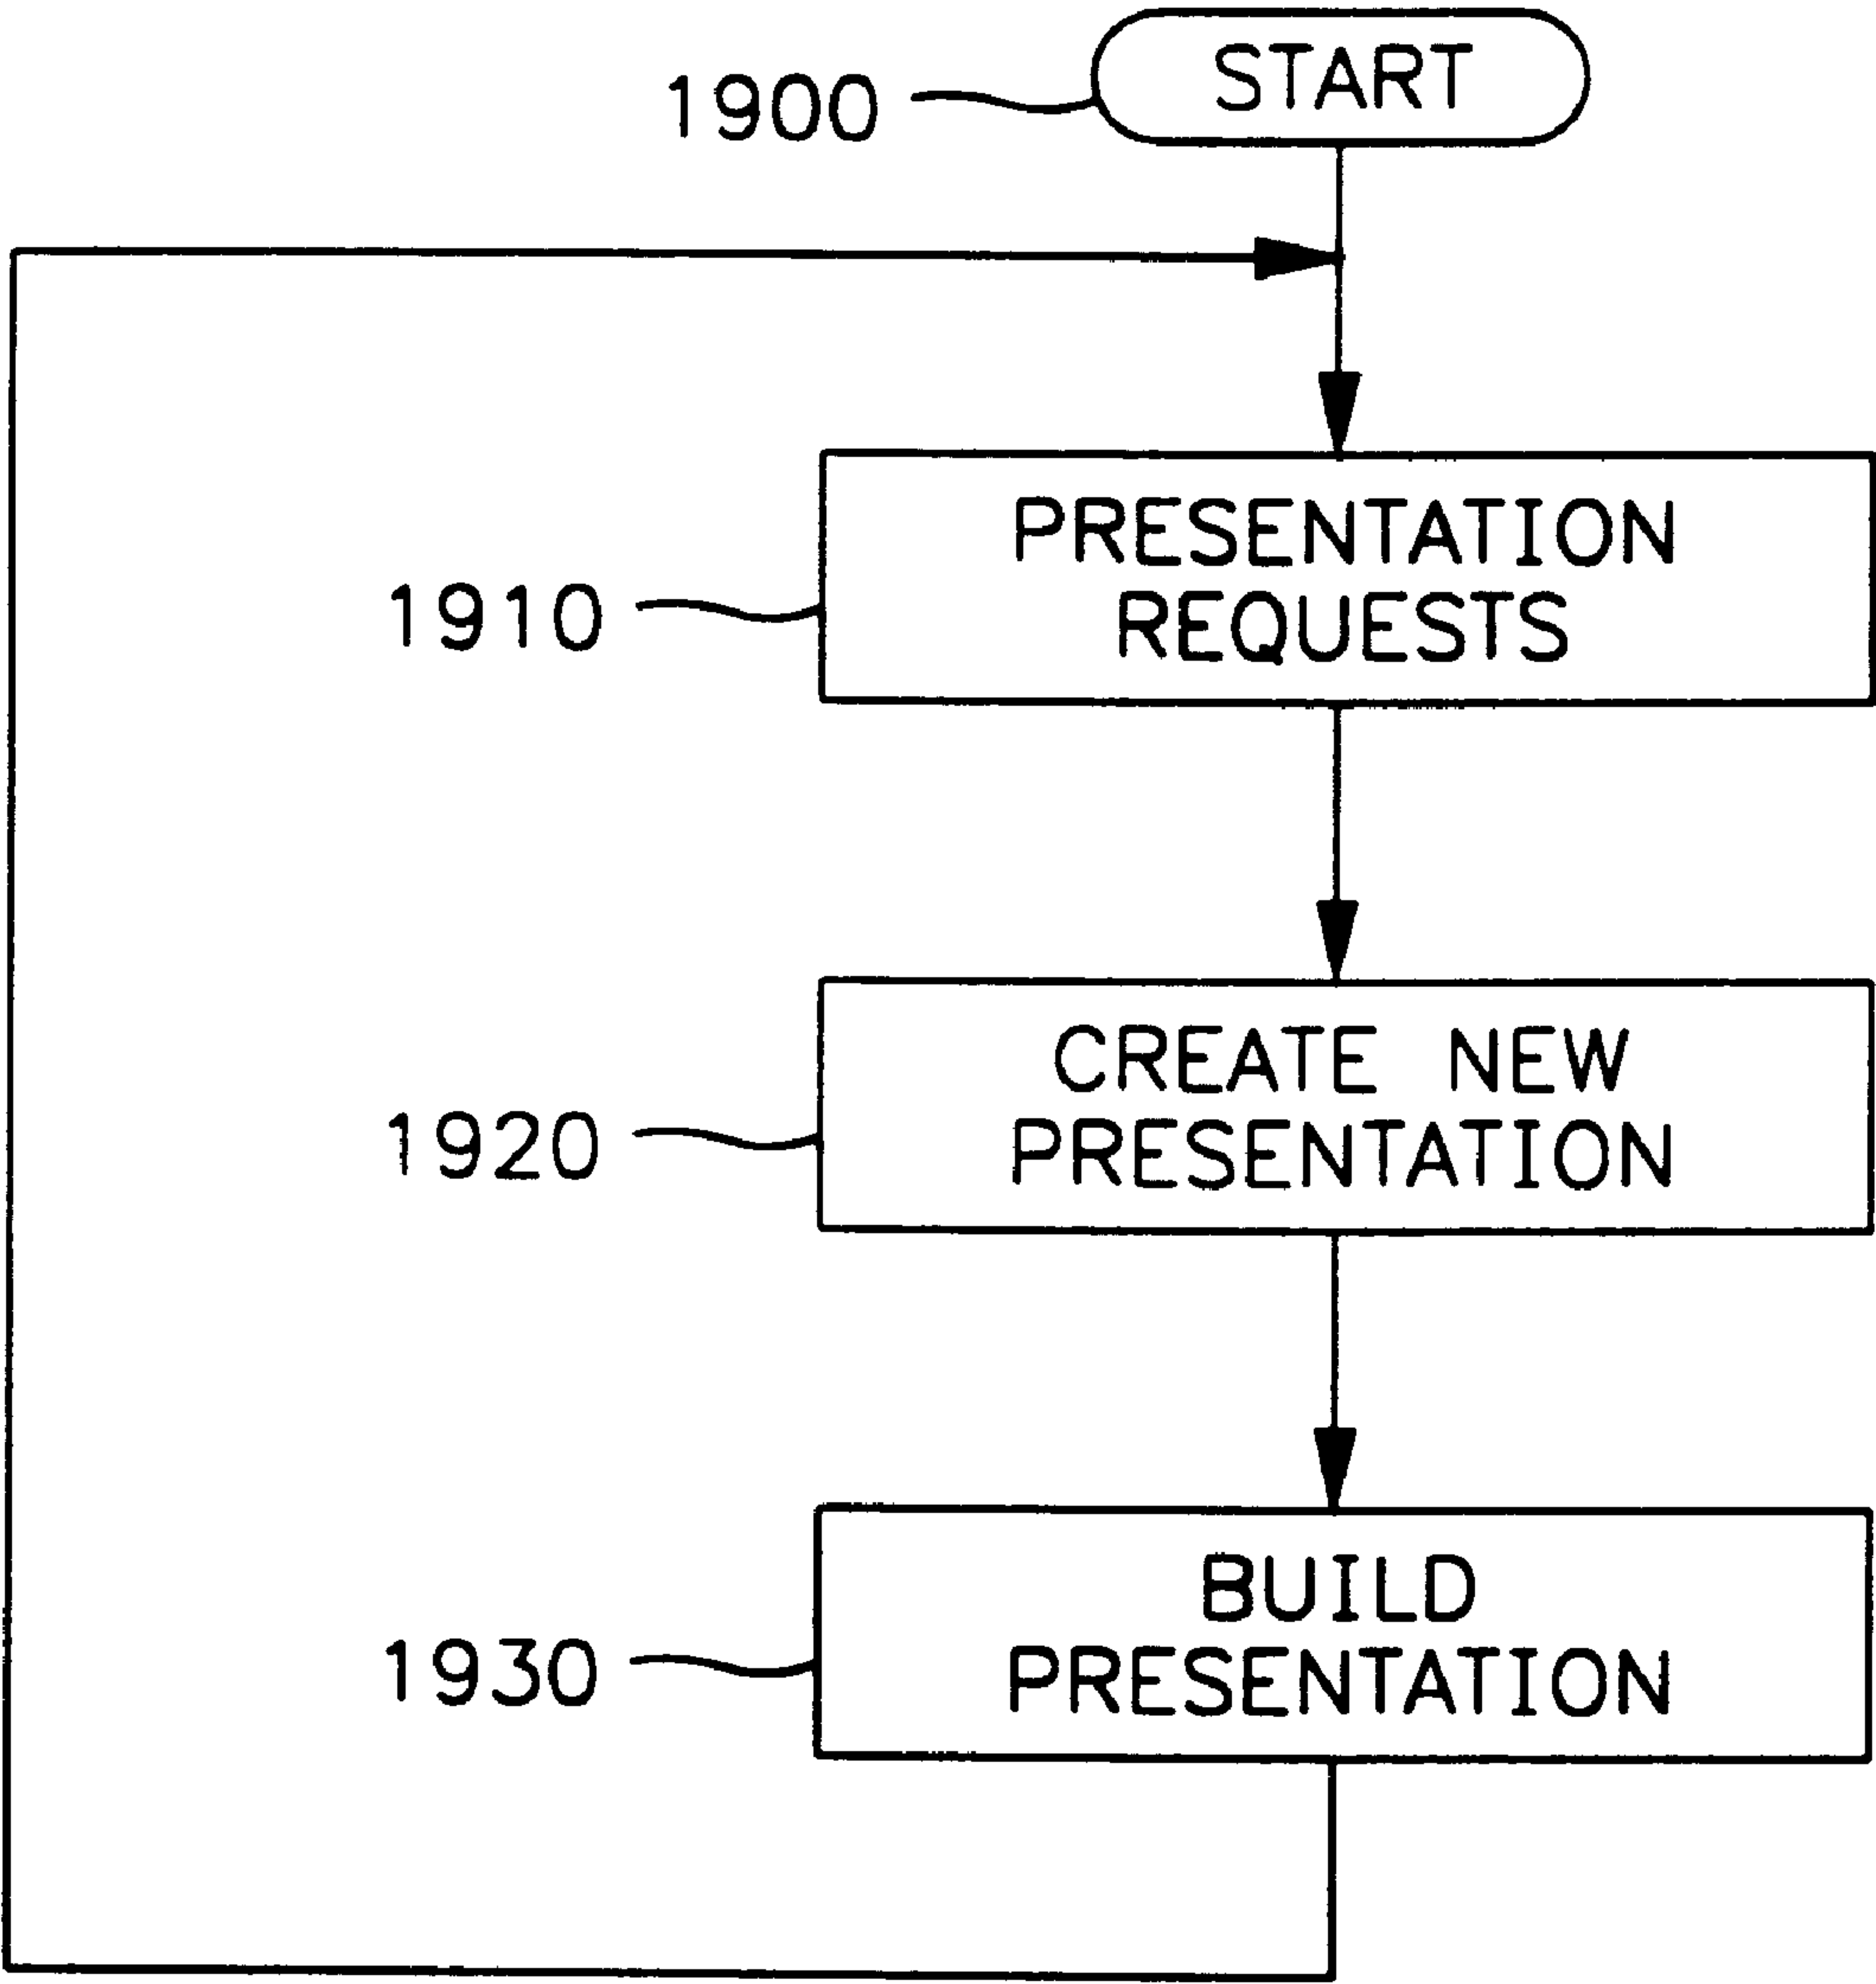 START
1900
PRESENTATION
REQUESTS
1910
CREATE NEW
PRESENTATION
1920
BUILD
PRESENTATION
1930